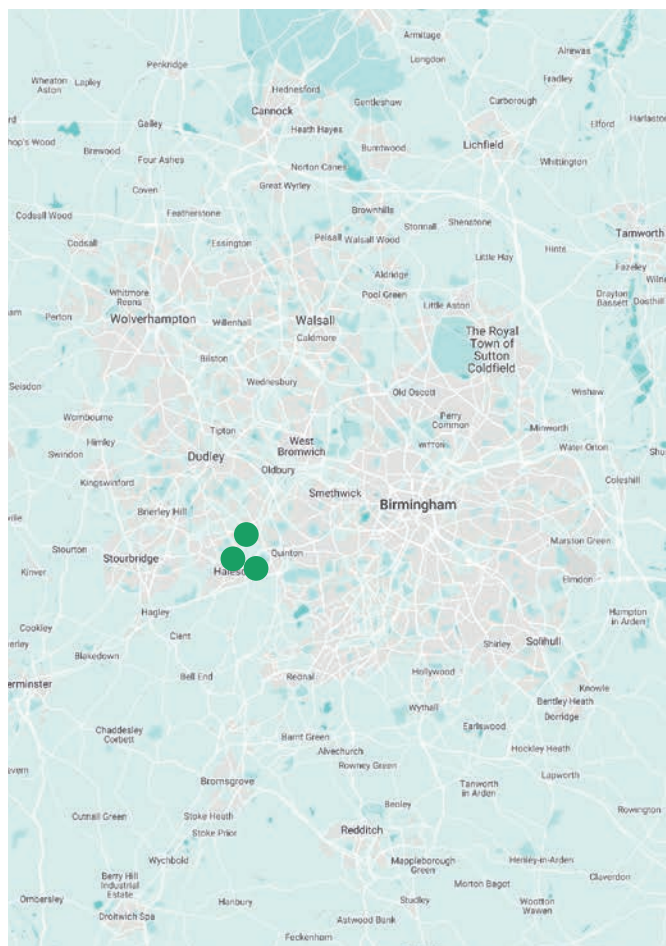 Armitage
Longdon
Alrewas
Penkridge
Wheaton
Aston
Lapley
Hednesford
Gentleshaw
Fradley
Cannock
Curborough
Gailey
Heath Hayes
Elford
Harlaston
hop's Wood
Brewood
Four Ashes
Burntwood
Lichfield
Whittington
Norton Canes
Coven
Great Wyrley
Codsall Wood
Featherstone
Brownhills
Stonnall
Shenstone
Tamworth
Codsall
Essington
Pelsall
Walsall Wood
Hints
Little Hay
Fazeley
Aldridge
Whitmore
Reans
Pool Green
Little Aston
Drayton
Bassett
Dosthill
Perton
Wolverhampton
Willenhall
Walsall
Caldmore
The Royal
Town of
Sutton
Coldfield
Bilston
Seisdon
Wednesbury
Old Oscott
Wishaw
Wombourne
Perry
Common
Minworth
Himley
Tipton
West
Bromwich
WITTON
Water Orton
Swindon
Dudley
Oldbury
Kingswinford
Smethwick
Coleshill
Birmingham
Brierley Hill
Marston Green
Stourton
Stourbridge
Quinton
Kinver
Elmdon
Hagley
Hampton
in Arden
Cookley
Clent
Shirley
Solihull
Blakedown
Bell End
Rednal
Hollywood
Knowle
erminster
Wythall
Bentley Heath
Dorridge
Chaddesley
Corbett
Barnt Green
Earlswood
Alvechurch
Hockley Heath
Rowney Green
Bromsgrove
Tanworth
in Arden
Lapworth
Beoley
Cutnall Green
Stoke Heath
Rowington
Stoke Prior
Redditch
Wychbold
Mappleborough
Green
Henley-in-Arden
Berry Hill
Industrial
Estate
Claverdon
Morton Bagot
Ombersley
Hanbury
Studley
Wootton
Wawen
Droitwich Spa
Astwood Bank
Feckenham